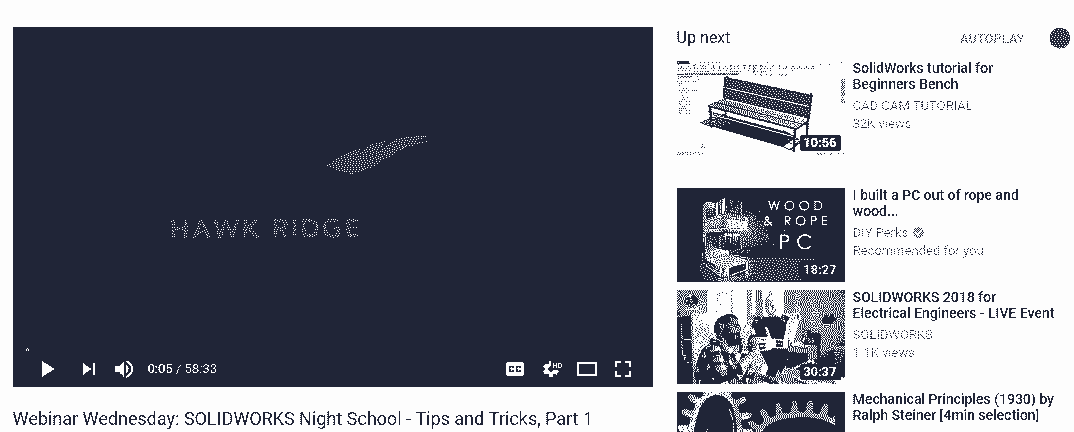 HAWK RIDGE
0:05 / 58:33
CC
HD
Webinar Wednesday: SOLIDWORKS Night School - Tips and Tricks, Part 1
Up next
AUTOPLAY
10:56
SolidWorks tutorial for
Beginners Bench
CAD CAM TUTORIAL
32K views
WOOD
& ROPE
PC
18:27
I built a PC out of rope and
wood...
DIY Perks
Recommended for you
30:37
SOLIDWORKS 2018 for
Electrical Engineers - LIVE Event
SOLIDWORKS
1.1K views
Mechanical Principles (1930) by
Ralph Steiner [4min selection]